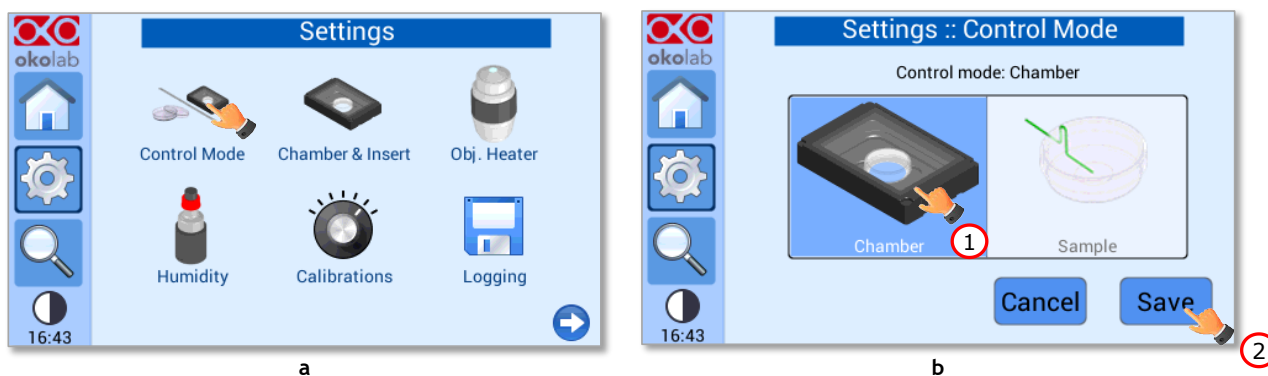 Settings
okolab
Control Mode
Chamber & Insert
Obj. Heater
Humidity
Calibrations
Logging
16:43
a
Settings :: Control Mode
okolab
Control mode: Chamber
Chamber
1
Sample
Cancel
Save
16:43
2
b